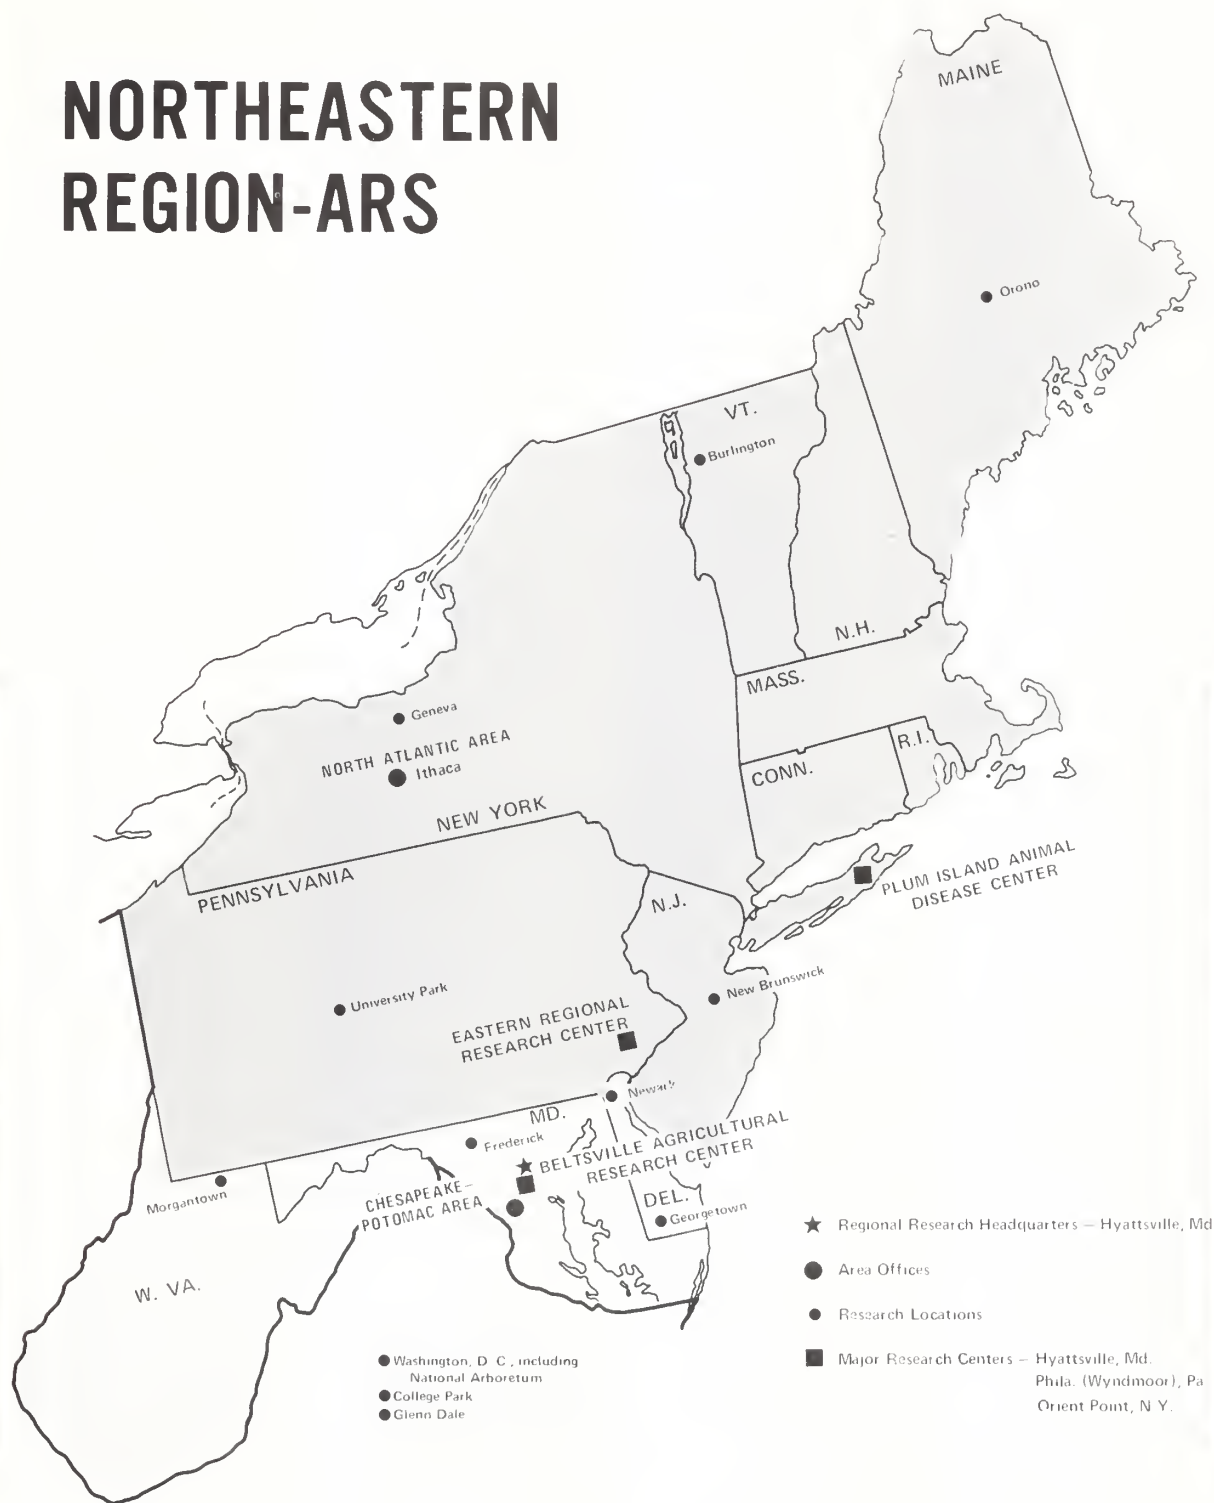 NORTHEASTERN
REGION-ARS
MAINE
Orono
VT.
Burlington
N.H.
MASS.
Geneva
NORTH ATLANTIC AREA
Ithaca
R.I.
CONN.
NEW YORK
PENNSYLVANIA
PLUM ISLAND ANIMAL
DISEASE CENTER
N.J.
New Brunswick
University Park
EASTERN REGIONAL
RESEARCH CENTER
Newark
MD.
Frederick
BELTSVILLE AGRICULTURAL
RESEARCH CENTER
Morgantown
CHESAPEAKE-
POTOMAC AREA
DEL.
Georgetown
W. VA.
★ Regional Research Headquarters – Hyattsville, Md
● Area Offices
● Research Locations
■ Major Research Centers – Hyattsville, Md.
Phila. (Wyndmoor), Pa
Orient Point, N Y.
● Washington, D C, including
National Arboretum
● College Park
● Glenn Dale